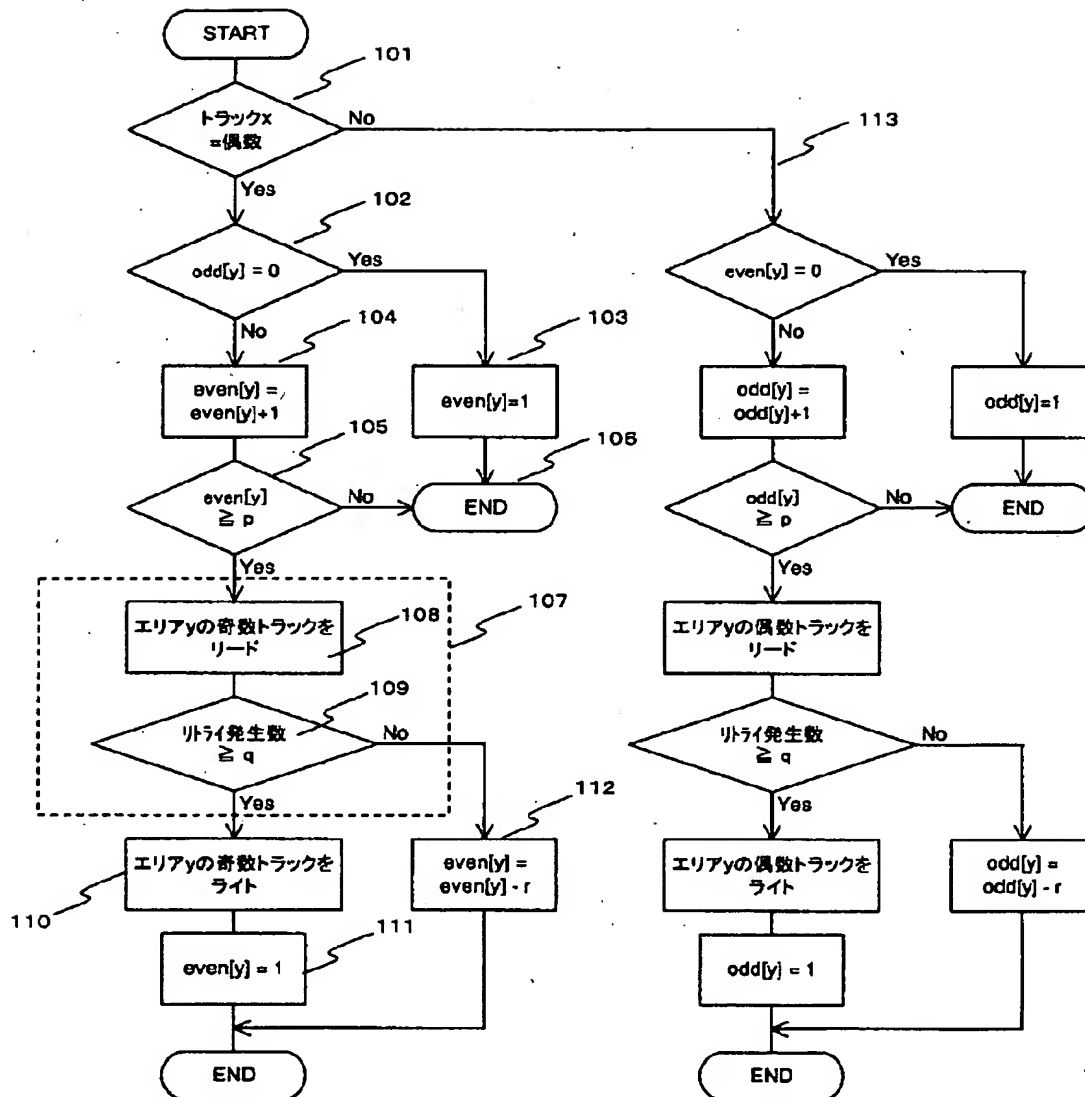 START
101
トラックx
=偶数
No
113
Yes
102
odd[y] = 0
Yes
even[y] = 0
Yes
104
103
No
No
even[y] =
even[y]+1
even[y]=1
odd[y] =
odd[y]+1
odd[y]=1
105
106
even[y]
≧ p
No
END
odd[y]
≧ p
No
END
Yes
Yes
107
エリアyの奇数トラックを
リード
108
エリアyの偶数トラックを
リード
109
リトライ発生数
≧ q
No
リトライ発生数
≧ q
No
Yes
112
Yes
エリアyの奇数トラックを
ライト
even[y] =
even[y] - r
エリアyの偶数トラックを
ライト
odd[y] =
odd[y] - r
110
111
even[y] = 1
odd[y] = 1
END
END